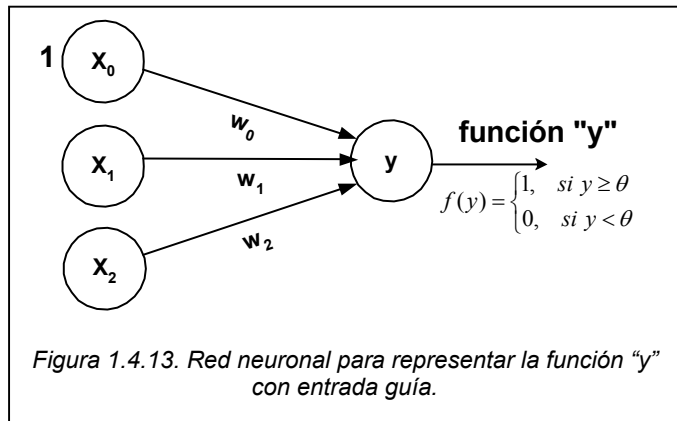 1
X₀
X₁
X₂
w₀
w₁
w₂
y
función "y"
f(y) = {1, si y ≥ θ
0, si y < θ
Figura 1.4.13. Red neuronal para representar la función “y”
con entrada guía.